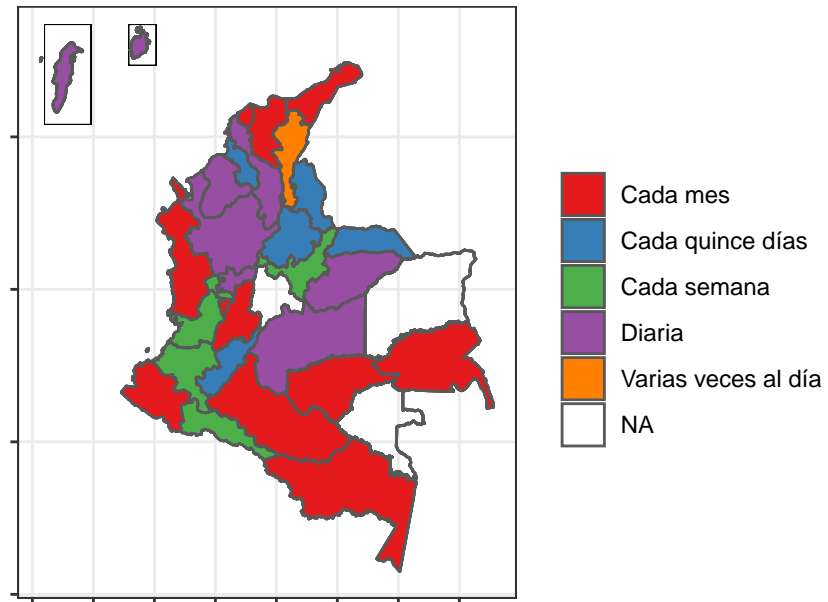 Cada mes
Cada quince días
Cada semana
Diaria
Varias veces al día
NA